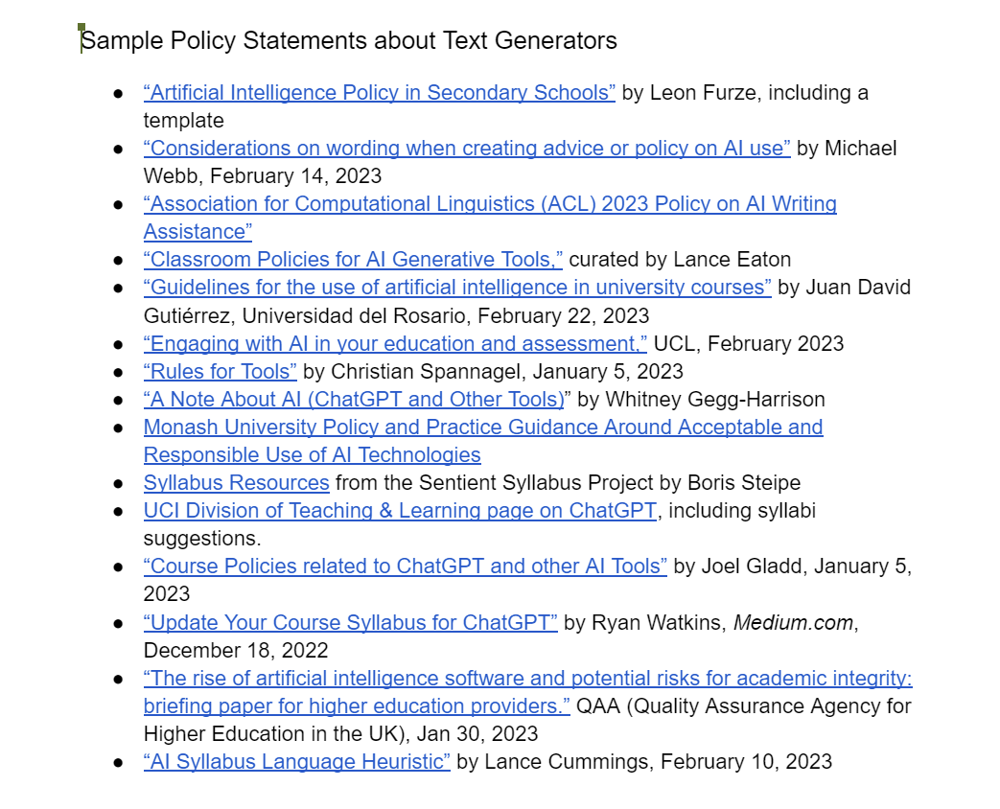 Sample Policy Statements about Text Generators
● “Artificial Intelligence Policy in Secondary Schools” by Leon Furze, including a
template
● “Considerations on wording when creating advice or policy on AI use” by Michael
Webb, February 14, 2023
● “Association for Computational Linguistics (ACL) 2023 Policy on AI Writing
Assistance”
● “Classroom Policies for AI Generative Tools,” curated by Lance Eaton
● “Guidelines for the use of artificial intelligence in university courses” by Juan David
Gutiérrez, Universidad del Rosario, February 22, 2023
● “Engaging with AI in your education and assessment,” UCL, February 2023
● “Rules for Tools” by Christian Spannagel, January 5, 2023
● “A Note About AI (ChatGPT and Other Tools)” by Whitney Gegg-Harrison
● Monash University Policy and Practice Guidance Around Acceptable and
Responsible Use of AI Technologies
● Syllabus Resources from the Sentient Syllabus Project by Boris Steipe
● UCI Division of Teaching & Learning page on ChatGPT, including syllabi
suggestions.
● “Course Policies related to ChatGPT and other AI Tools” by Joel Gladd, January 5,
2023
● “Update Your Course Syllabus for ChatGPT” by Ryan Watkins, Medium.com,
December 18, 2022
● “The rise of artificial intelligence software and potential risks for academic integrity:
briefing paper for higher education providers.” QAA (Quality Assurance Agency for
Higher Education in the UK), Jan 30, 2023
● “AI Syllabus Language Heuristic” by Lance Cummings, February 10, 2023